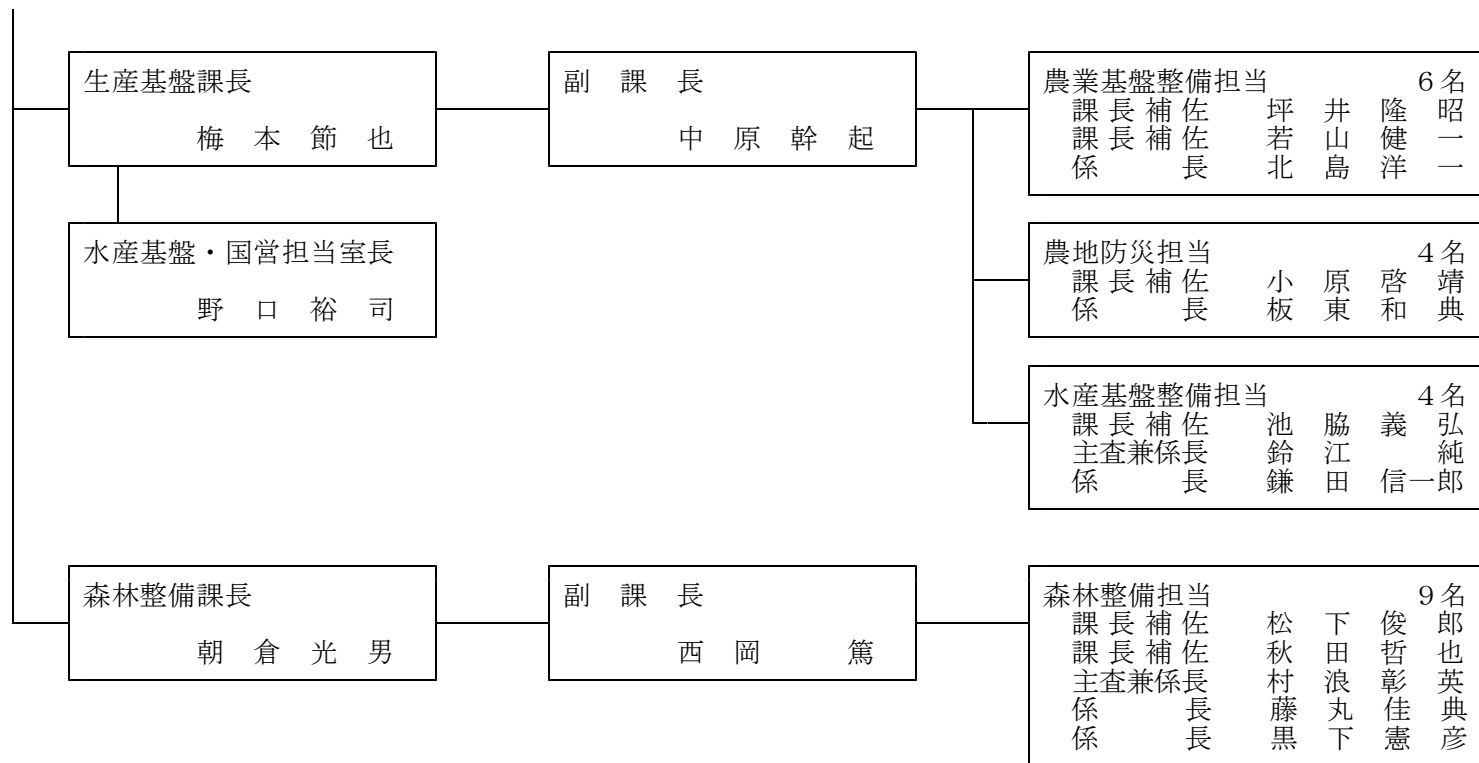 生産基盤課長
梅本節也
副課長
中原幹起
農業基盤整備担当 6名
課長補佐 坪井隆昭
課長補佐 若山健一
係長 北島洋一
水産基盤・国営担当室長
野口裕司
農地防災担当 4名
課長補佐 小原啓靖
係長 板東和典
水産基盤整備担当 4名
課長補佐 池脇義弘
主査兼係長 鈴江純
係長 鎌田信一郎
森林整備課長
朝倉光男
副課長
西岡篤
森林整備担当 9名
課長補佐 松下俊郎
課長補佐 秋田哲也
主査兼係長 村浪彰英
係長 藤丸佳典
係長 黒下憲彦